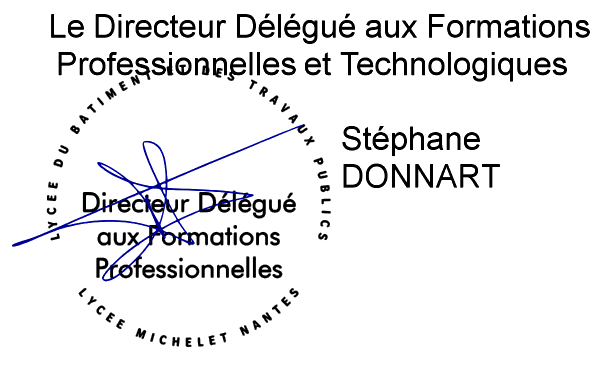 Le Directeur Délégué aux Formations
Professionnelles et Technologiques
Stéphane
DONNART
LYCEE DU BATIMENT ET DES TRAVAUX PUBLICS
Directeur Délégué
aux Formations
Professionnelles
LYCEE MICHELET NANTES